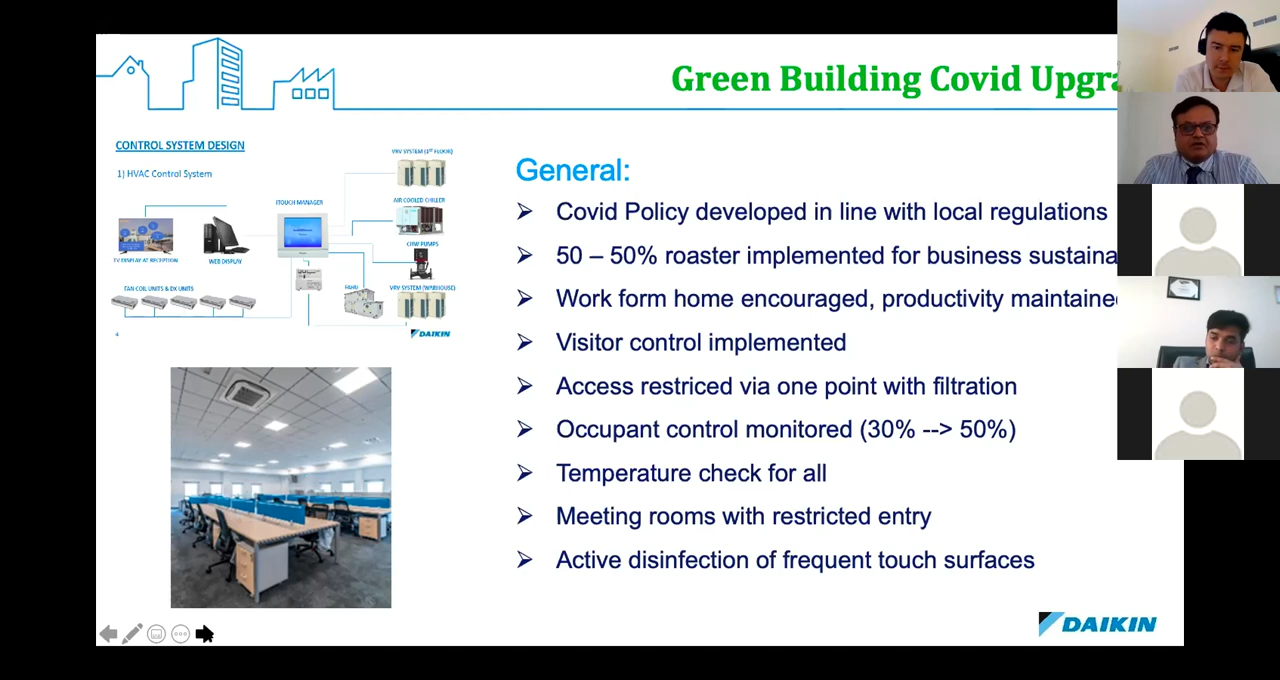 Green Building Covid Upgra
CONTROL SYSTEM DESIGN
1) HVAC Control System
VRV SYSTEM (1ST FLOOR)
ITOUCH MANAGER
AIR COOLED CHILLER
CHW PUMPS
TV DISPLAY AT RECEPTION
WEB DISPLAY
FAN COIL UNITS & DX UNITS
FAHU
VRV SYSTEM (WAREHOUSE)
DAIKIN
General:
Covid Policy developed in line with local regulations
50 – 50% roaster implemented for business sustaina
Work form home encouraged, productivity maintained
Visitor control implemented
Access restriced via one point with filtration
Occupant control monitored (30% --> 50%)
Temperature check for all
Meeting rooms with restricted entry
Active disinfection of frequent touch surfaces
DAIKIN